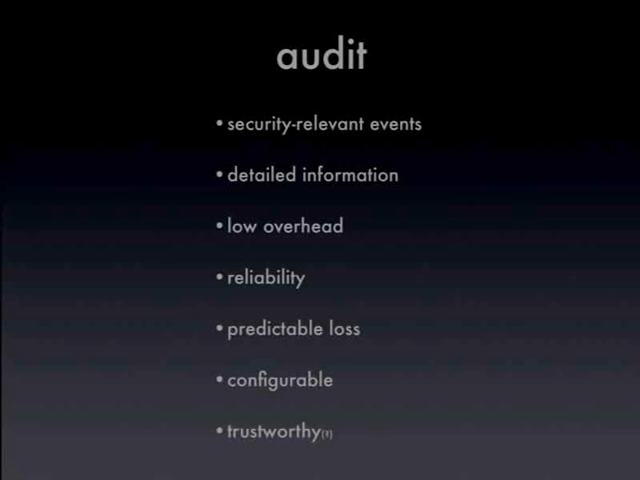 audit
• security-relevant events
• detailed information
• low overhead
• reliability
• predictable loss
• configurable
• trustworthy